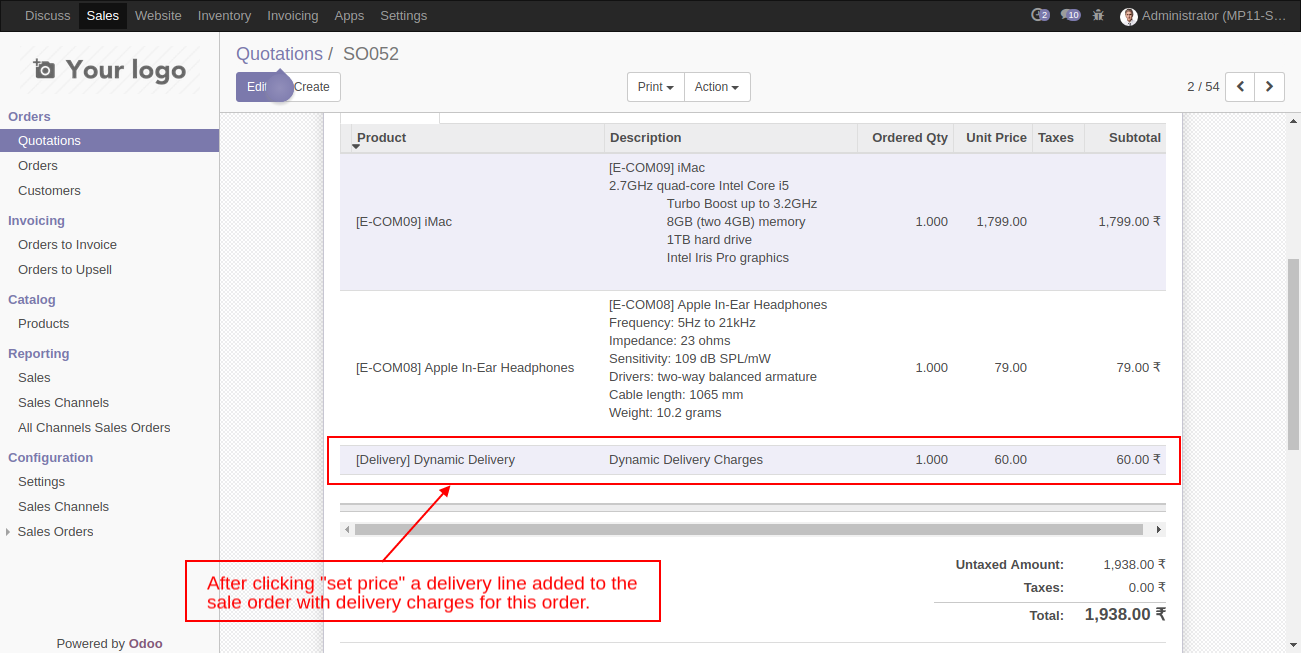 Discuss Sales Website Inventory Invoicing Apps Settings 2 10 Administrator (MP11-S...
Your logo
Quotations / SO052
Edit Create Print Action 2 / 54
Orders
Quotations
Orders
Customers
Invoicing
Orders to Invoice
Orders to Upsell
Catalog
Products
Reporting
Sales
Sales Channels
All Channels Sales Orders
Configuration
Settings
Sales Channels
Sales Orders
Powered by Odoo
Product Description Ordered Qty Unit Price Taxes Subtotal
[E-COM09] iMac
2.7GHz quad-core Intel Core i5
Turbo Boost up to 3.2GHz
[E-COM09] iMac 8GB (two 4GB) memory 1.000 1,799.00 1,799.00 ₹
1TB hard drive
Intel Iris Pro graphics
[E-COM08] Apple In-Ear Headphones
Frequency: 5Hz to 21kHz
Impedance: 23 ohms
Sensitivity: 109 dB SPL/mW
[E-COM08] Apple In-Ear Headphones 1.000 79.00 79.00 ₹
Drivers: two-way balanced armature
Cable length: 1065 mm
Weight: 10.2 grams
[Delivery] Dynamic Delivery Dynamic Delivery Charges 1.000 60.00 60.00 ₹
After clicking "set price" a delivery line added to the
sale order with delivery charges for this order.
Untaxed Amount: 1,938.00 ₹
Taxes: 0.00 ₹
Total: 1,938.00 ₹